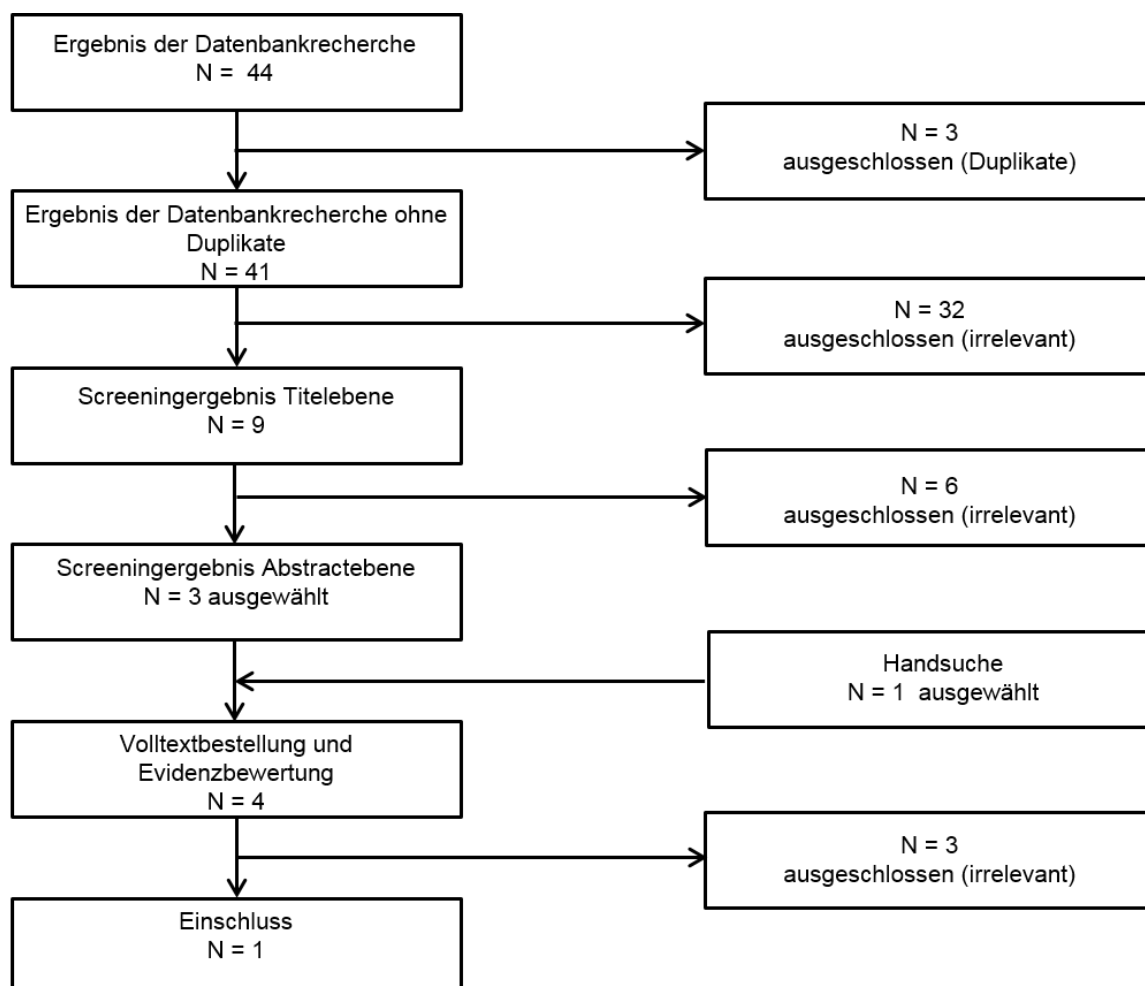 Ergebnis der Datenbankrecherche
N = 44
N = 3
ausgeschlossen (Duplikate)
Ergebnis der Datenbankrecherche ohne
Duplikate
N = 41
N = 32
ausgeschlossen (irrelevant)
Screeningergebnis Titelebene
N = 9
N = 6
ausgeschlossen (irrelevant)
Screeningergebnis Abstractebene
N = 3 ausgewählt
Handsuche
N = 1 ausgewählt
Volltextbestellung und
Evidenzbewertung
N = 4
N = 3
ausgeschlossen (irrelevant)
Einschluss
N = 1